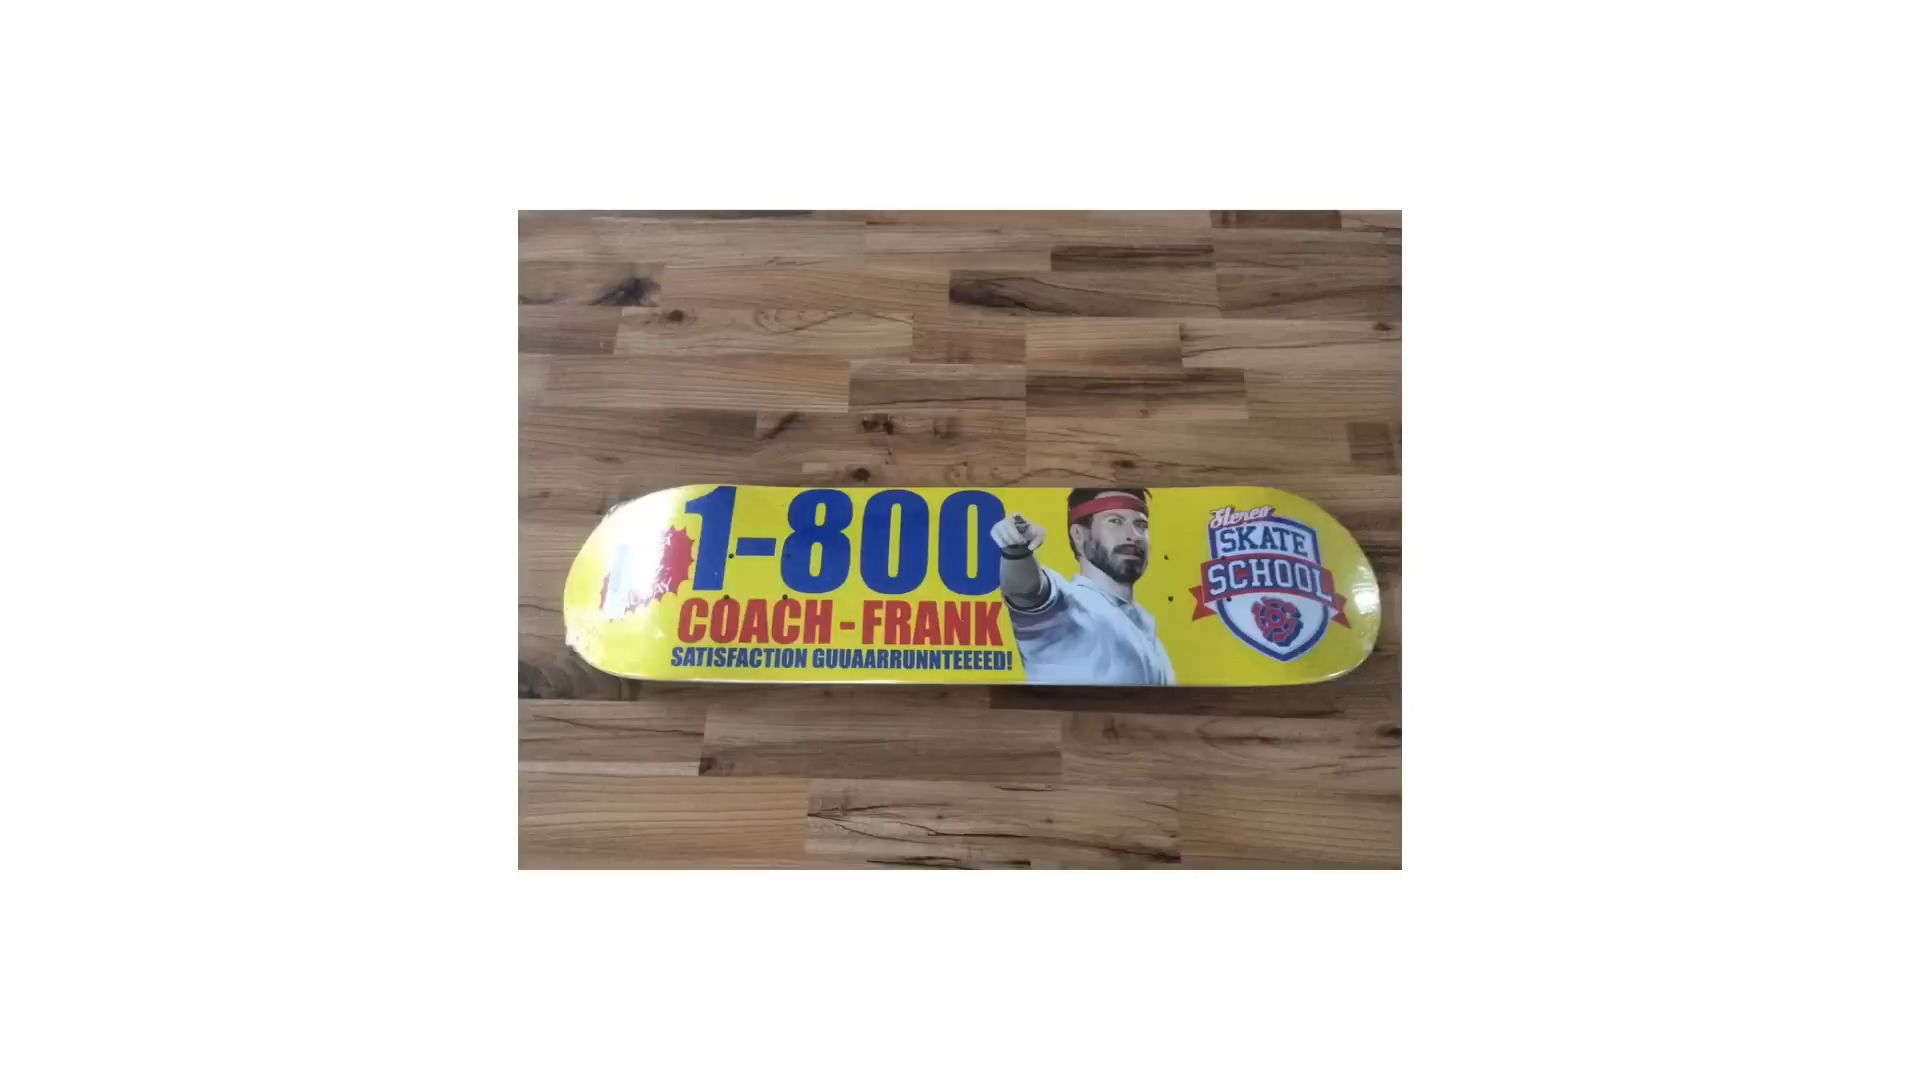 1-800
COACH-FRANK
SATISFACTION GUUAARRUNNTEEEED!
Stereo
SKATE
SCHOOL